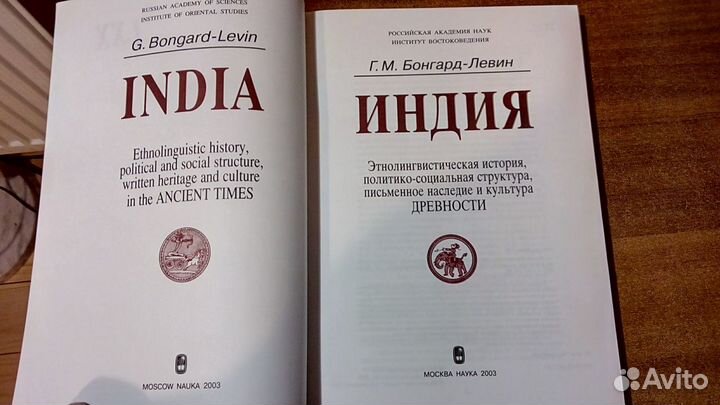 RUSSIAN ACADEMY OF SCIENCES
INSTITUTE OF ORIENTAL STUDIES
G. Bongard-Levin
INDIA
Ethnolinguistic history,
political and social structure,
written heritage and culture
in the ANCIENT TIMES
MOSCOW NAUKA 2003
РОССИЙСКАЯ АКАДЕМИЯ НАУК
ИНСТИТУТ ВОСТОКОВЕДЕНИЯ
Г. М. Бонгард-Левин
ИНДИЯ
Этнолингвистическая история,
политико-социальная структура,
письменное наследие и культура
ДРЕВНОСТИ
МОСКВА НАУКА 2003
Avito